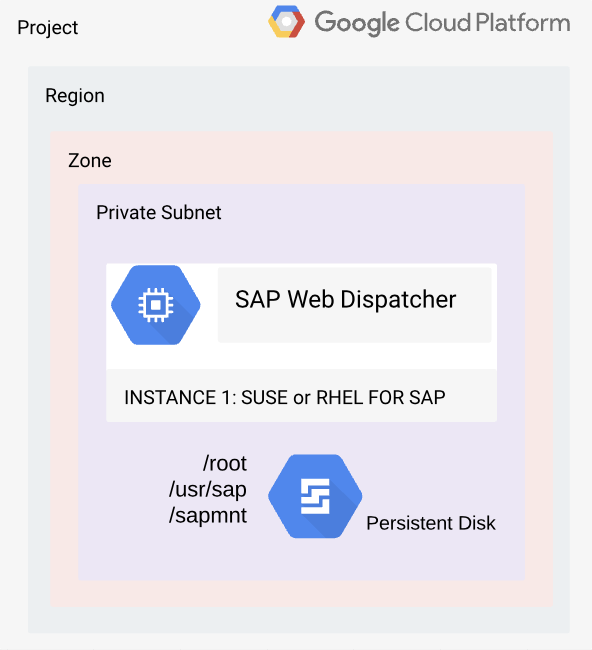 Project
Google Cloud Platform
Region
Zone
Private Subnet
SAP Web Dispatcher
INSTANCE 1: SUSE or RHEL FOR SAP
/root
/usr/sap
/sapmnt
Persistent Disk